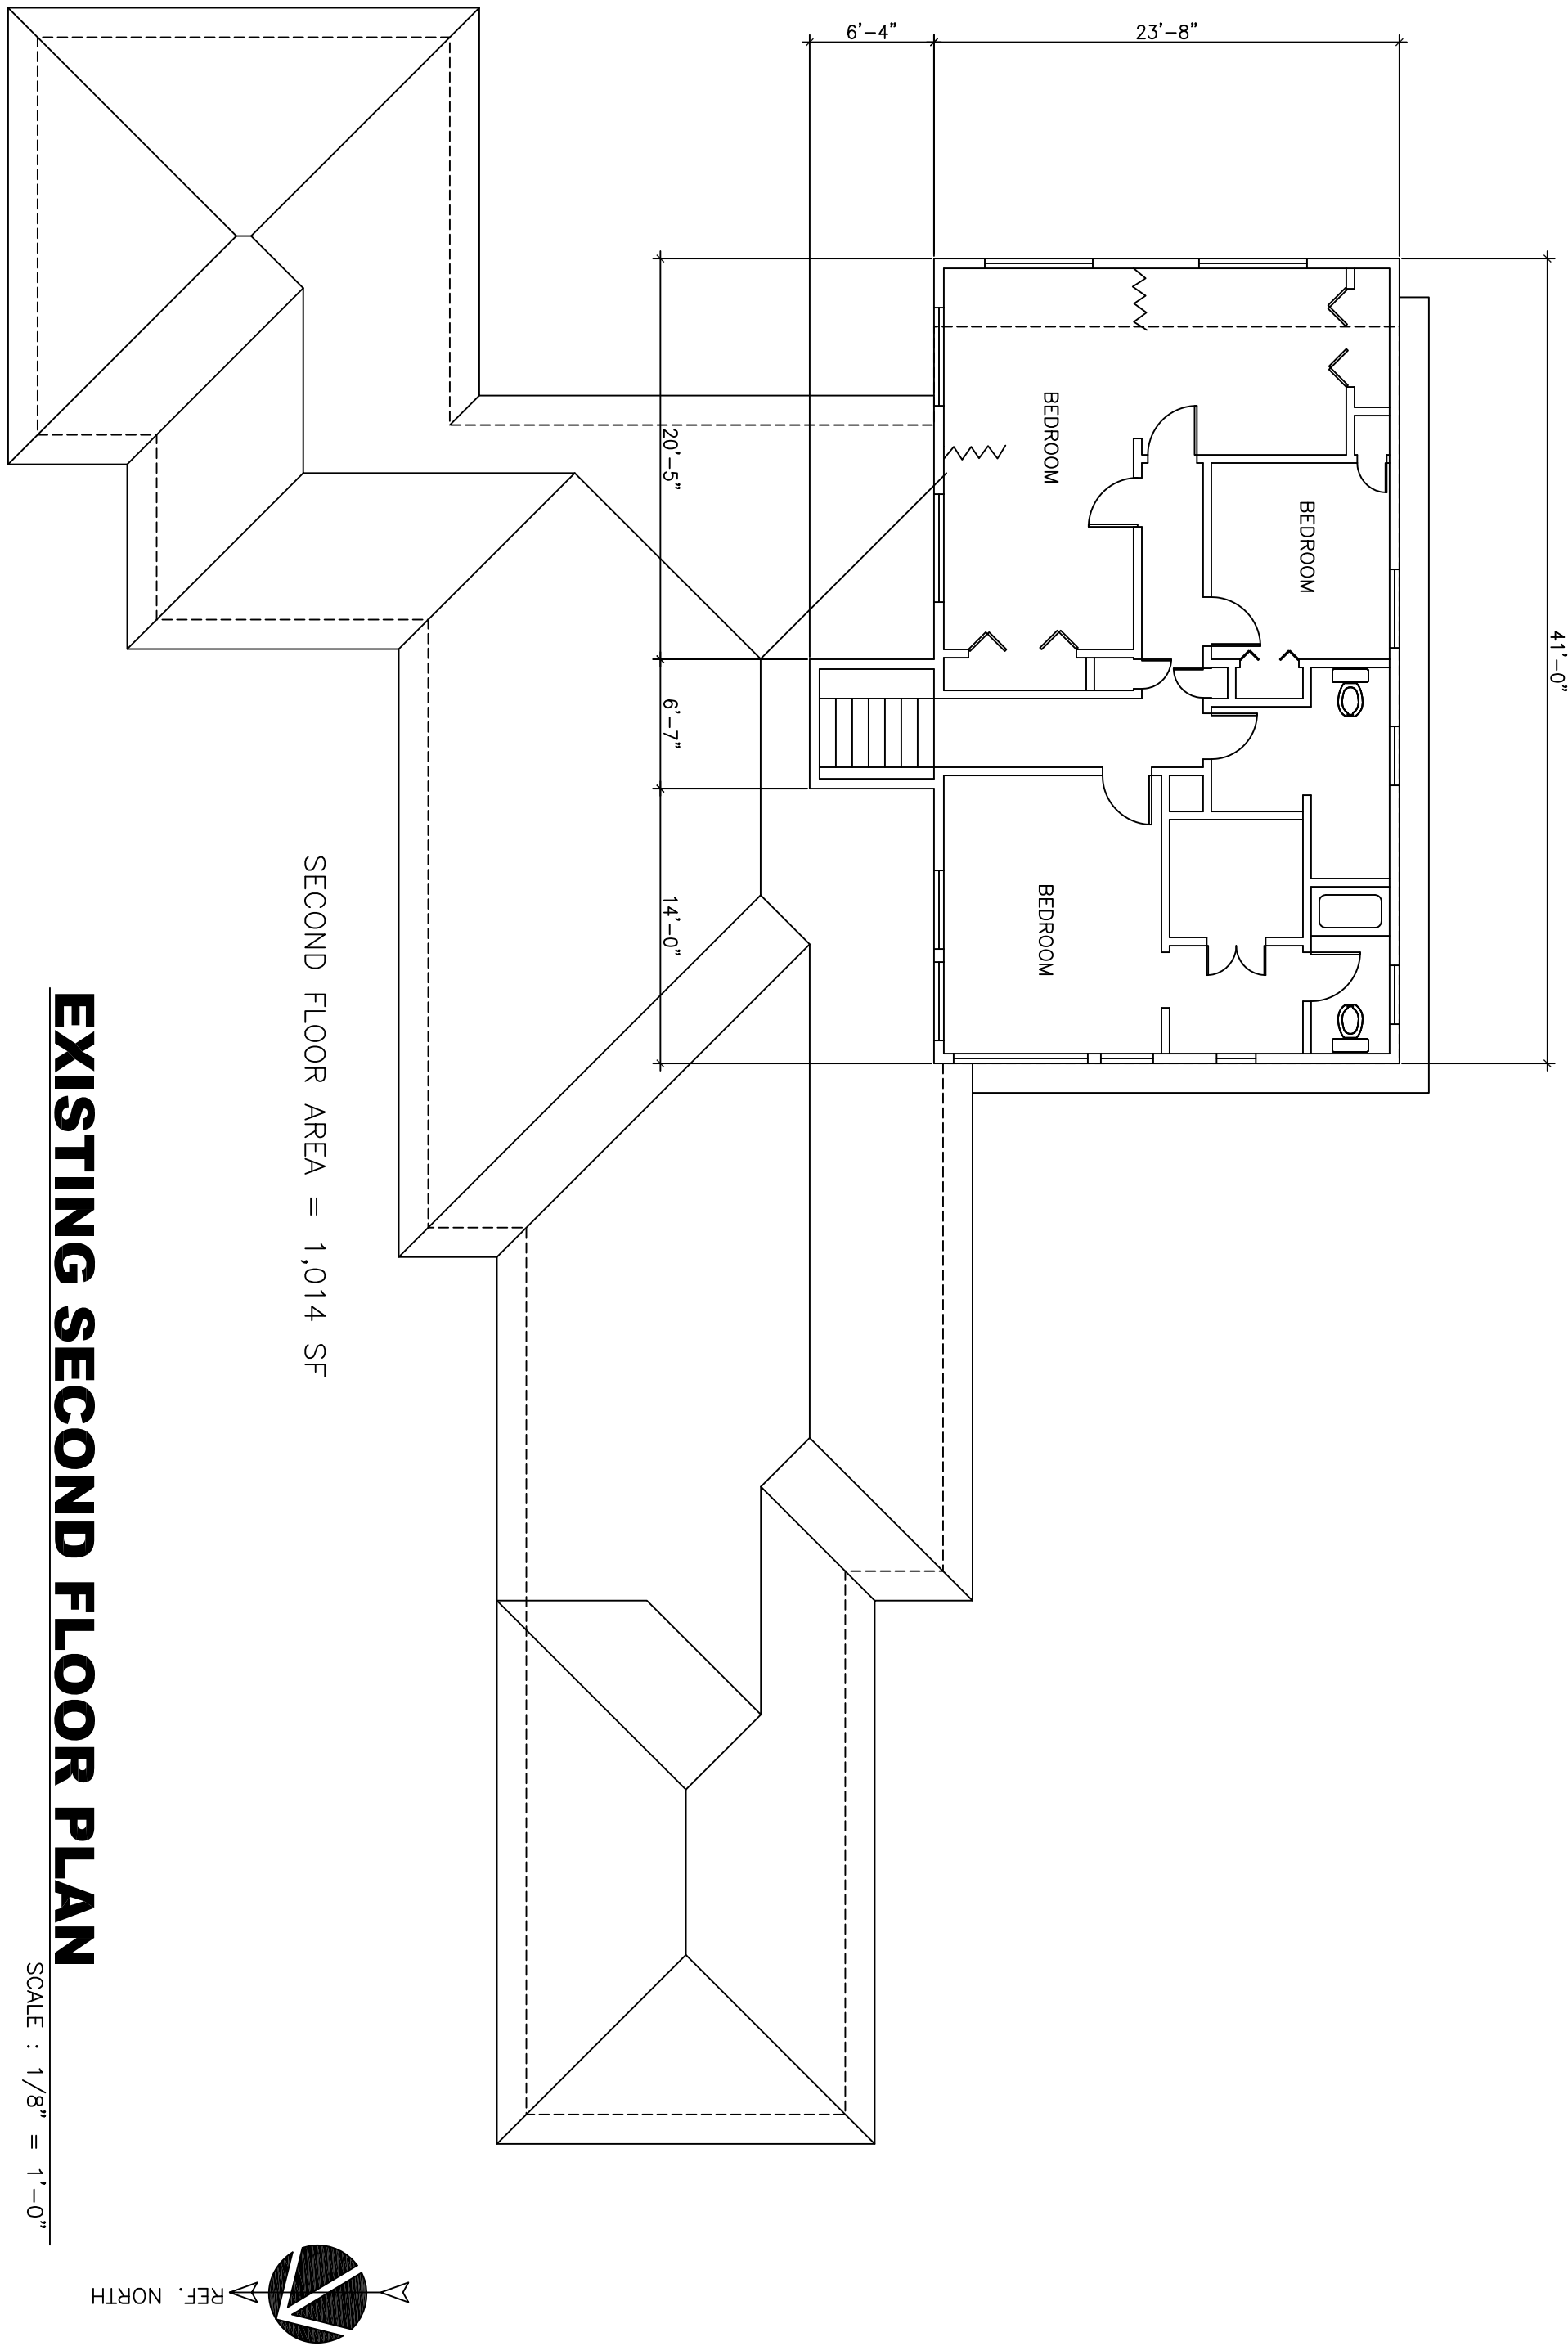 41'-0"
23'-8"
6'-4"
BEDROOM
BEDROOM
BEDROOM
20'-5"
6'-7"
14'-0"
SECOND FLOOR AREA = 1,014 SF
EXISTING SECOND FLOOR PLAN
SCALE : 1/8" = 1'-0"
REF. NORTH